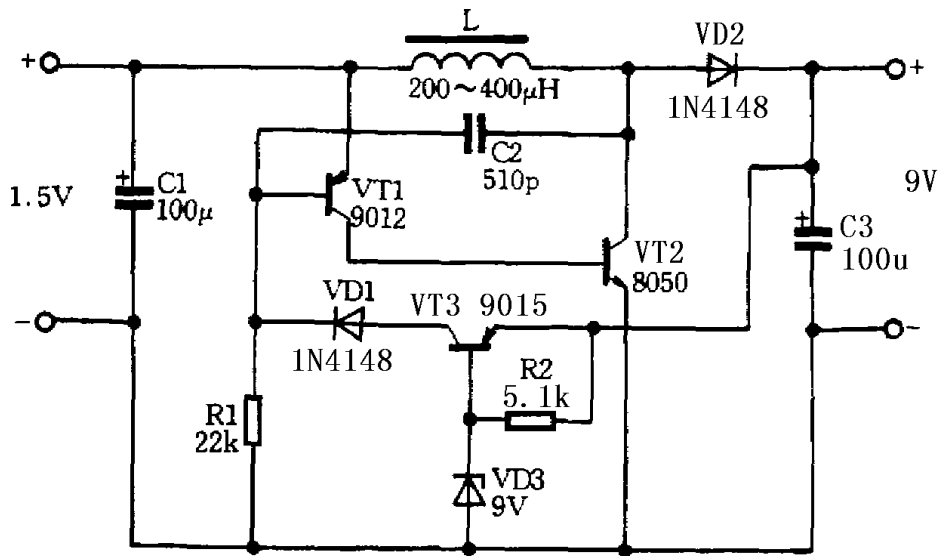 L
VD2
+
+
200~400μH
1N4148
C2
510p
1.5V
+
C1
100μ
VT1
9012
9V
+
C3
100u
VT2
8050
VD1
VT3 9015
−
−
1N4148
R2
5.1k
R1
22k
VD3
9V